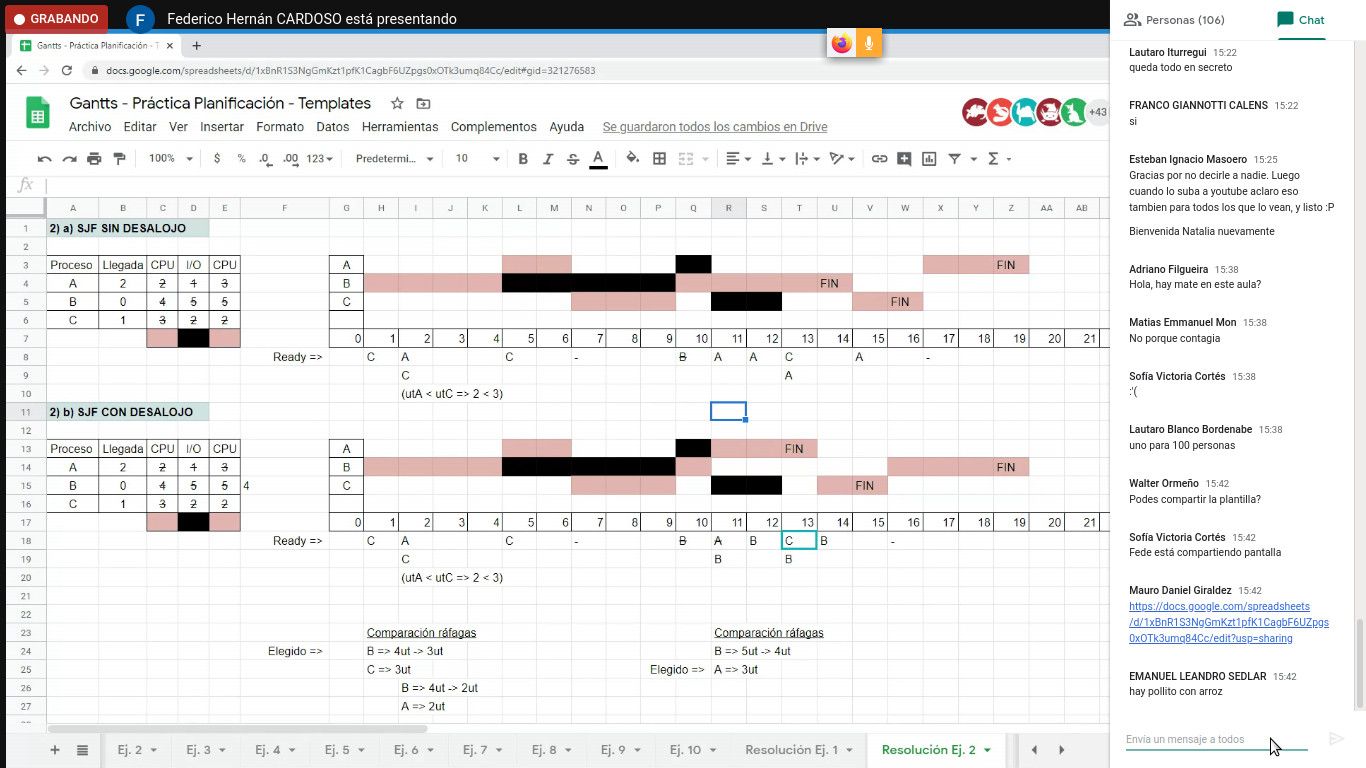 GRABANDO
F
Federico Hernán CARDOSO está presentando
Personas (106)
Chat
Gantts - Práctica Planificación - T
docs.google.com/spreadsheets/d/1xBnR1S3NgGmKzt1pfK1CagbF6UZpgs0xOTk3umq84Cc/edit#gid=321276583
Gantts - Práctica Planificación - Templates
+43
Archivo Editar Ver Insertar Formato Datos Herramientas Complementos Ayuda Se guardaron todos los cambios en Drive
100% $ % .0 .00 123 Predetermi... 10 B I S A
fx
A B C D E F G H I J K L M N O P Q R S T U V W X Y Z AA AB
1 2) a) SJF SIN DESALOJO
2
3 Proceso Llegada CPU I/O CPU A FIN
4 A 2 2 1 3 B FIN
5 B 0 4 5 5 C FIN
6 C 1 3 2 2
7 0 1 2 3 4 5 6 7 8 9 10 11 12 13 14 15 16 17 18 19 20 21
8 Ready => C A C - B A A C A -
9 C A
10 (utA < utC => 2 < 3)
11 2) b) SJF CON DESALOJO
12
13 Proceso Llegada CPU I/O CPU A FIN
14 A 2 2 1 3 B FIN
15 B 0 4 5 5 4 C FIN
16 C 1 3 2 2
17 0 1 2 3 4 5 6 7 8 9 10 11 12 13 14 15 16 17 18 19 20 21
18 Ready => C A C - B A B C B -
19 C B B
20 (utA < utC => 2 < 3)
21
22
23 Comparación ráfagas Comparación ráfagas
24 Elegido => B => 4ut -> 3ut B => 5ut -> 4ut
25 C => 3ut Elegido => A => 3ut
26 B => 4ut -> 2ut
27 A => 2ut
Ej. 2 Ej. 3 Ej. 4 Ej. 5 Ej. 6 Ej. 7 Ej. 8 Ej. 9 Ej. 10 Resolución Ej. 1 Resolución Ej. 2
Lautaro Iturregui 15:22
queda todo en secreto
FRANCO GIANNOTTI CALENS 15:22
si
Esteban Ignacio Masoero 15:25
Gracias por no decirle a nadie. Luego
cuando lo suba a youtube aclaro eso
tambien para todos los que lo vean, y listo :P
Bienvenida Natalia nuevamente
Adriano Filgueira 15:38
Hola, hay mate en este aula?
Matias Emmanuel Mon 15:38
No porque contagia
Sofía Victoria Cortés 15:38
:'(
Lautaro Blanco Bordenabe 15:38
uno para 100 personas
Walter Ormeño 15:42
Podes compartir la plantilla?
Sofía Victoria Cortés 15:42
Fede está compartiendo pantalla
Mauro Daniel Giraldez 15:42
https://docs.google.com/spreadsheets
/d/1xBnR1S3NgGmKzt1pfK1CagbF6UZpgs
0xOTk3umq84Cc/edit?usp=sharing
EMANUEL LEANDRO SEDLAR 15:42
hay pollito con arroz
Envía un mensaje a todos